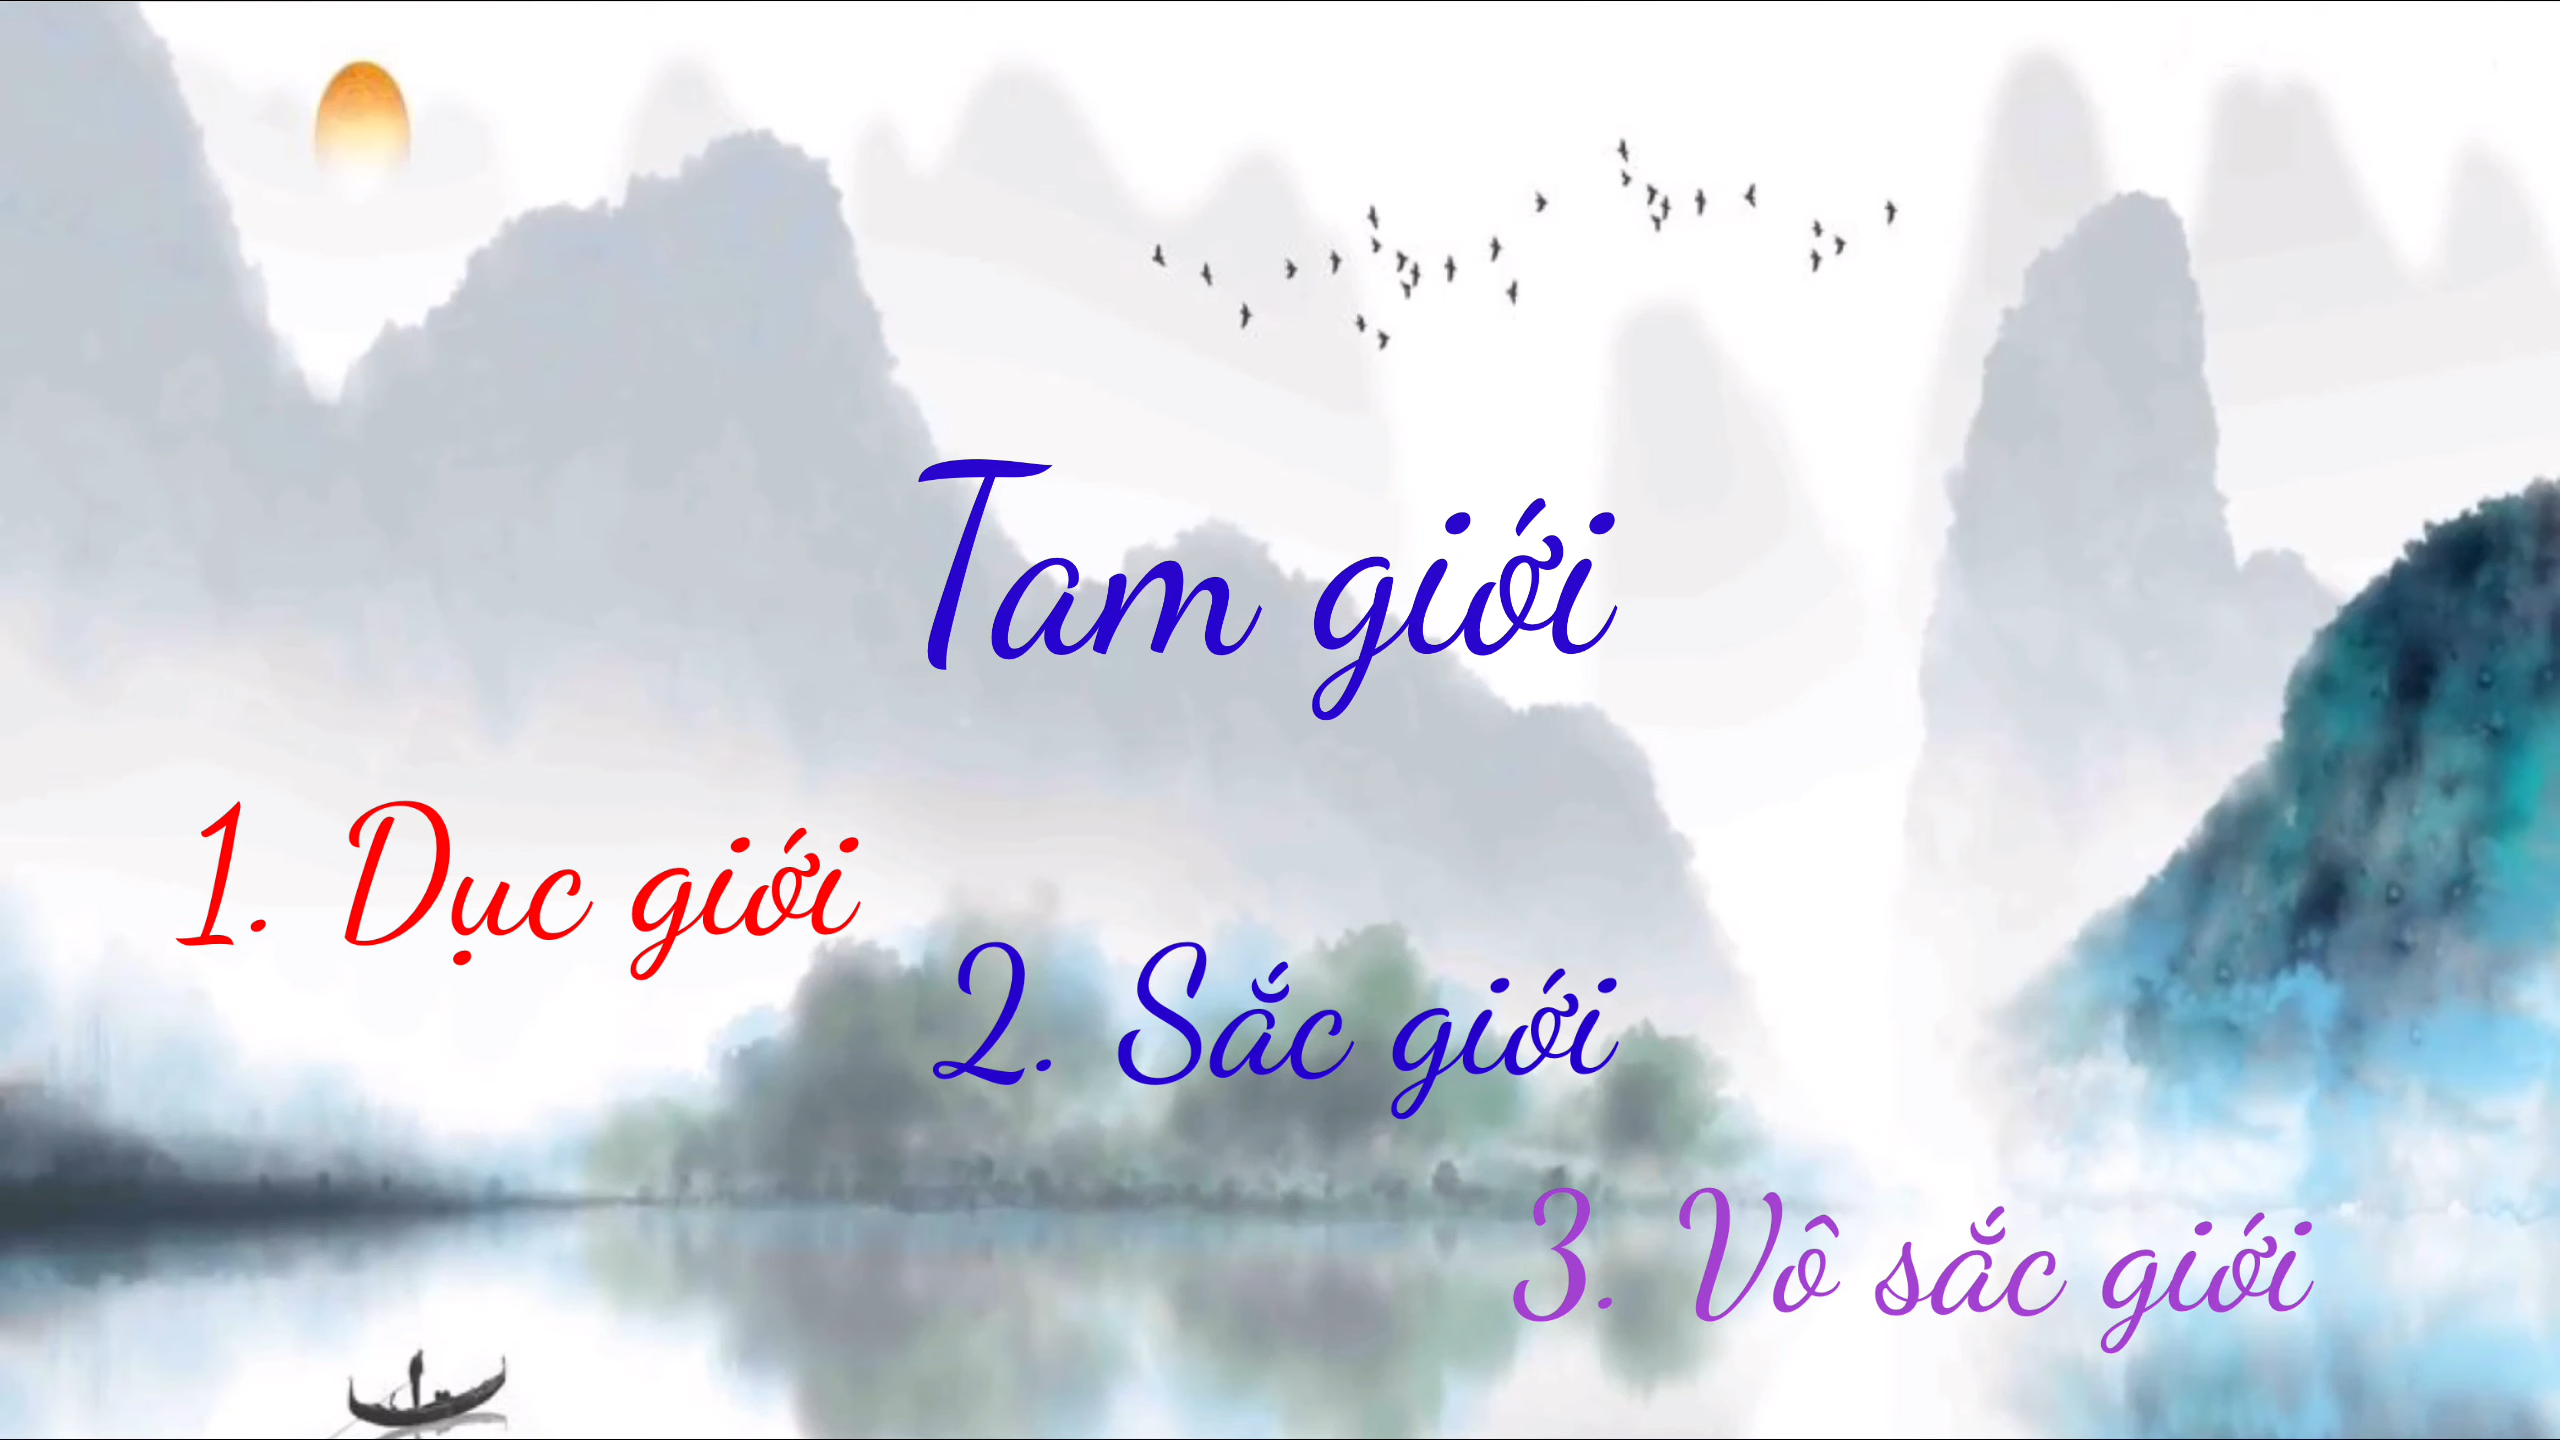 Tam giới
1. Dục giới
2. Sắc giới
3. Vô sắc giới